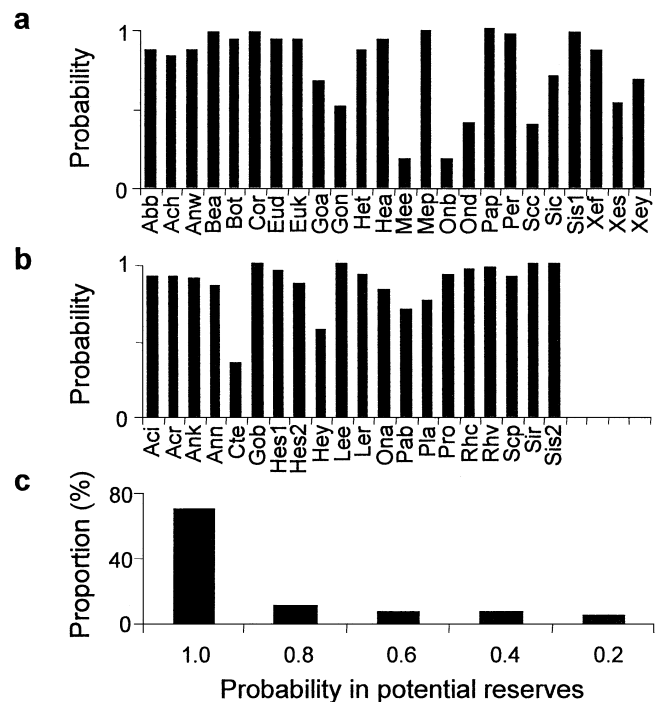 a
Probability
1
0
Abb Ach Anw Bea Bot Cor Eud Euk Goa Gon Het Hea Mee Mep Onb Ond Pap Per Scc Sic Sis1 Xef Xes Xey
b
Probability
1
0
Aci Acr Ank Ann Cte Gob Hes1 Hes2 Hey Lee Ler Ona Pab Pla Pro Rhc Rhv Scp Sir Sis2
c
Proportion (%)
80
40
0
1.0 0.8 0.6 0.4 0.2
Probability in potential reserves